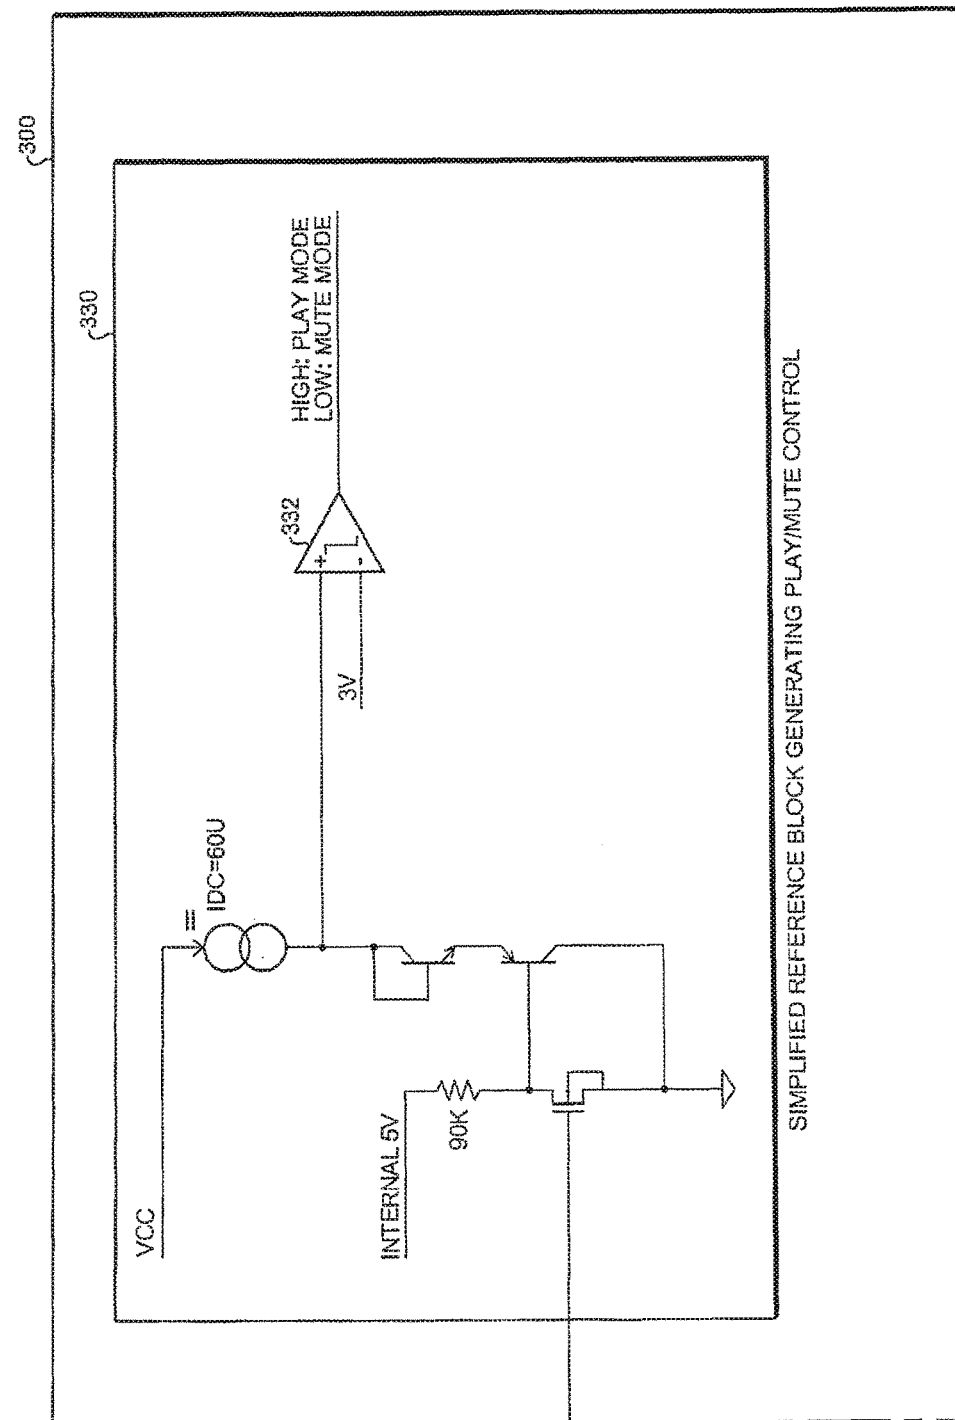 300
330
HIGH: PLAY MODE
LOW: MUTE MODE
332
+
-
3V
IDC=60U
VCC
INTERNAL 5V
90K
SIMPLIFIED REFERENCE BLOCK GENERATING PLAY/MUTE CONTROL